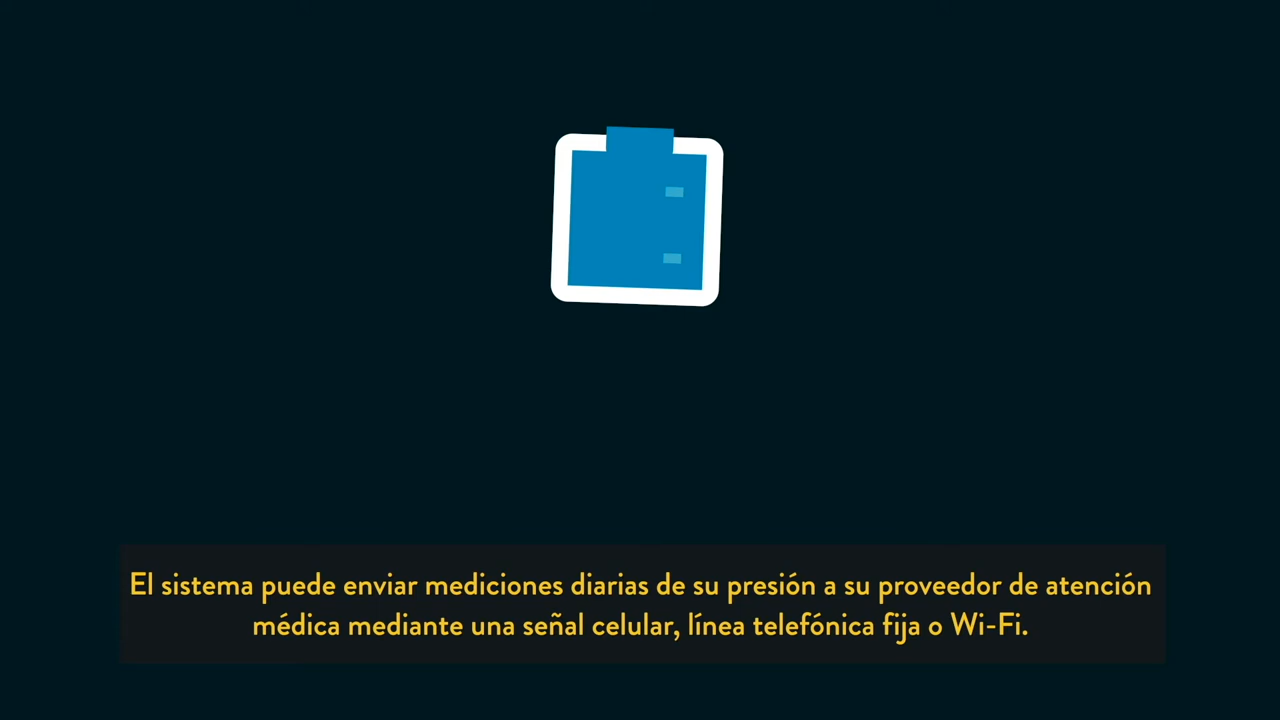 El sistema puede enviar mediciones diarias de su presión a su proveedor de atención
médica mediante una señal celular, línea telefónica fija o Wi-Fi.